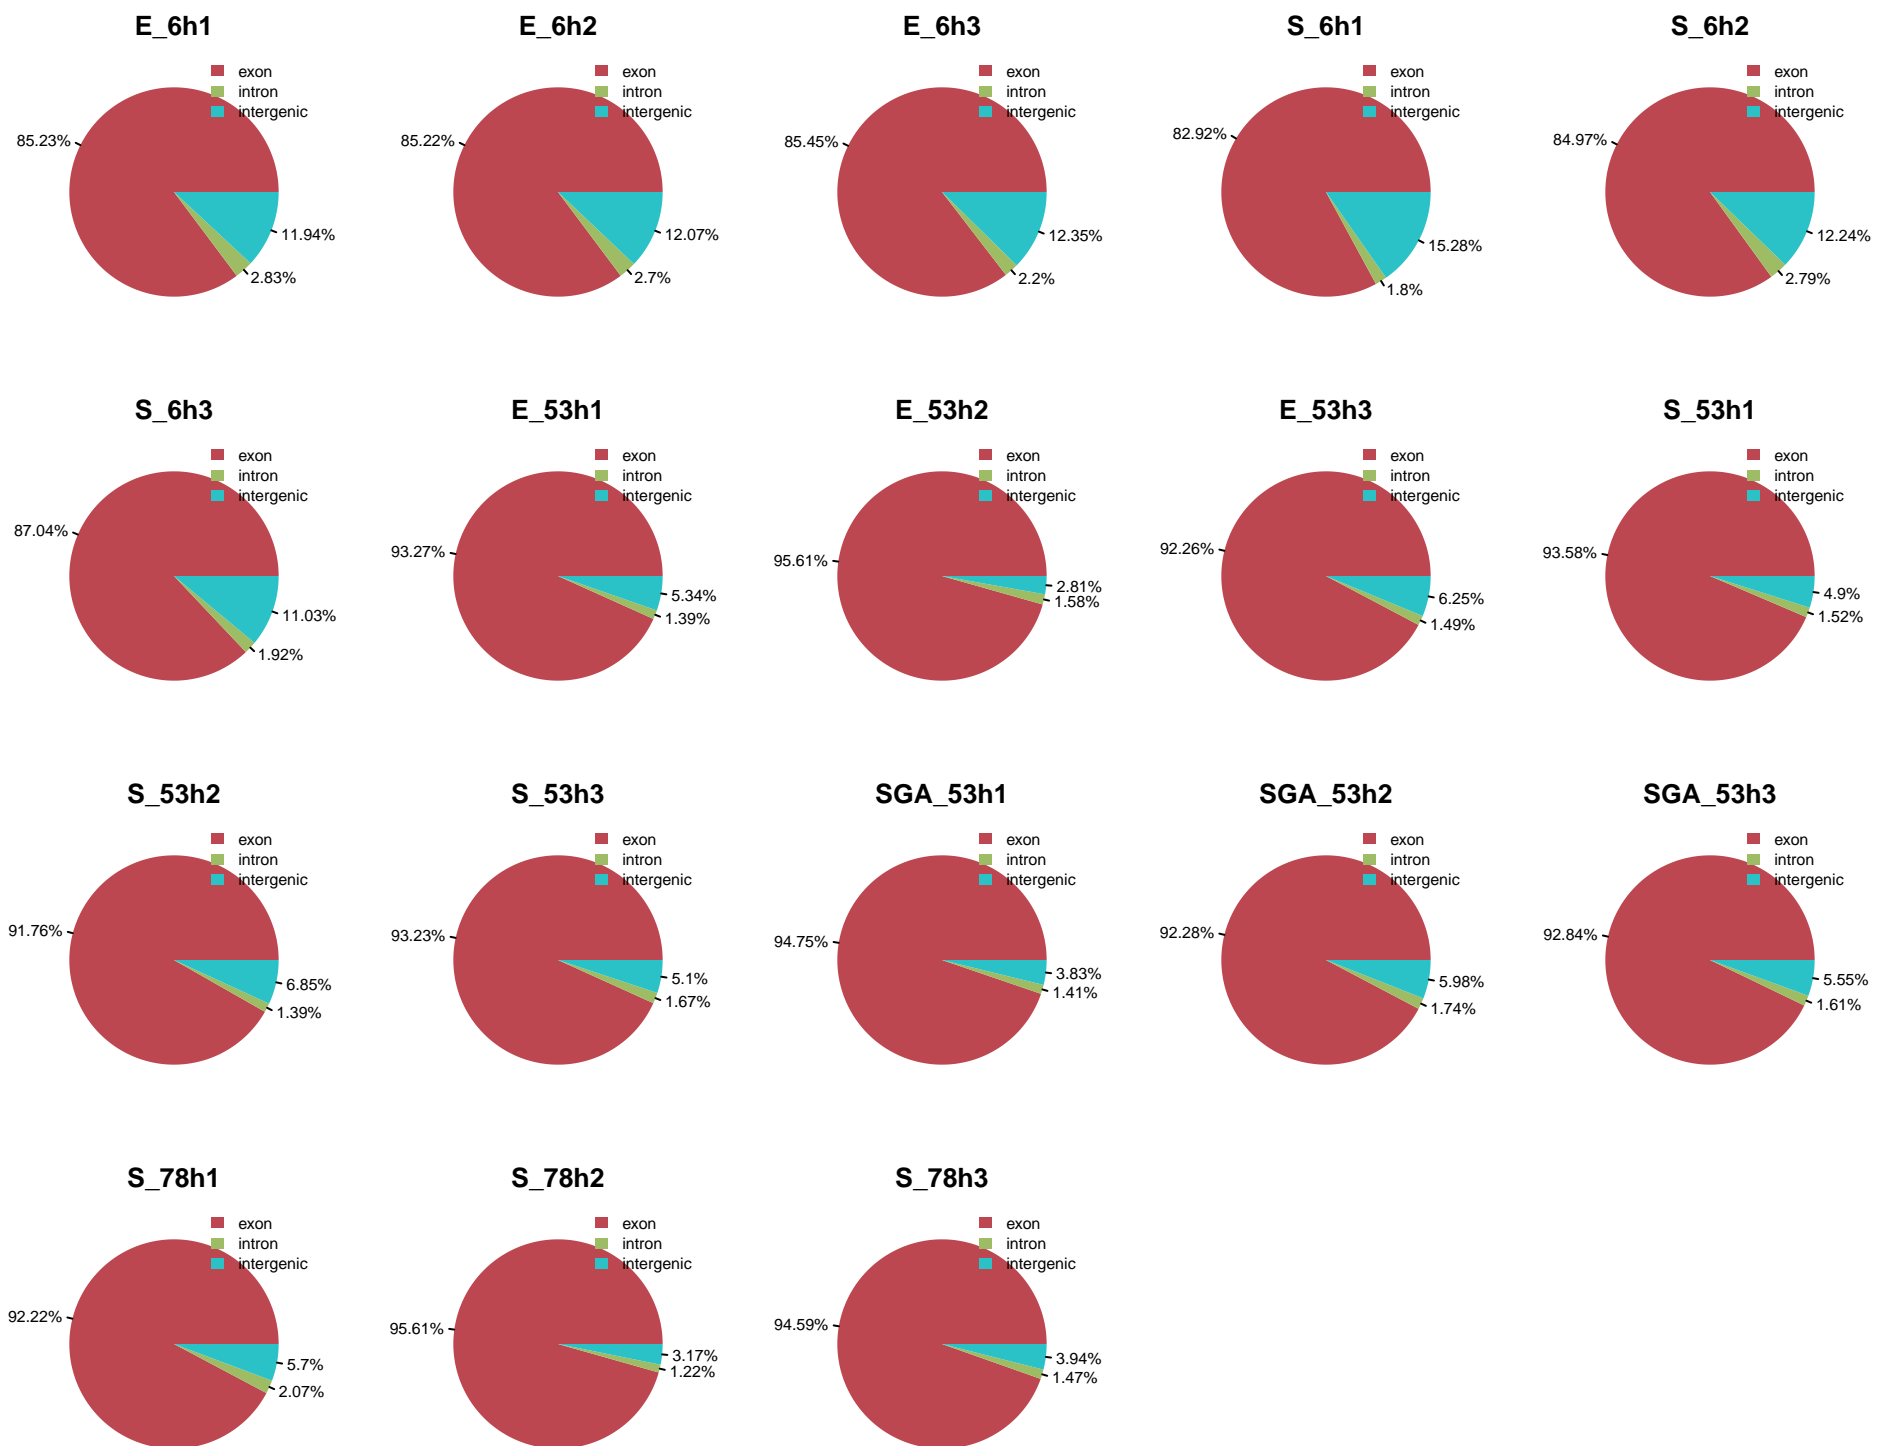 E_6h1
exon
intron
intergenic
85.23%
11.94%
2.83%
E_6h2
exon
intron
intergenic
85.22%
12.07%
2.7%
E_6h3
exon
intron
intergenic
85.45%
12.35%
2.2%
S_6h1
exon
intron
intergenic
82.92%
15.28%
1.8%
S_6h2
exon
intron
intergenic
84.97%
12.24%
2.79%
S_6h3
exon
intron
intergenic
87.04%
11.03%
1.92%
E_53h1
exon
intron
intergenic
93.27%
5.34%
1.39%
E_53h2
exon
intron
intergenic
95.61%
2.81%
1.58%
E_53h3
exon
intron
intergenic
92.26%
6.25%
1.49%
S_53h1
exon
intron
intergenic
93.58%
4.9%
1.52%
S_53h2
exon
intron
intergenic
91.76%
6.85%
1.39%
S_53h3
exon
intron
intergenic
93.23%
5.1%
1.67%
SGA_53h1
exon
intron
intergenic
94.75%
3.83%
1.41%
SGA_53h2
exon
intron
intergenic
92.28%
5.98%
1.74%
SGA_53h3
exon
intron
intergenic
92.84%
5.55%
1.61%
S_78h1
exon
intron
intergenic
92.22%
5.7%
2.07%
S_78h2
exon
intron
intergenic
95.61%
3.17%
1.22%
S_78h3
exon
intron
intergenic
94.59%
3.94%
1.47%